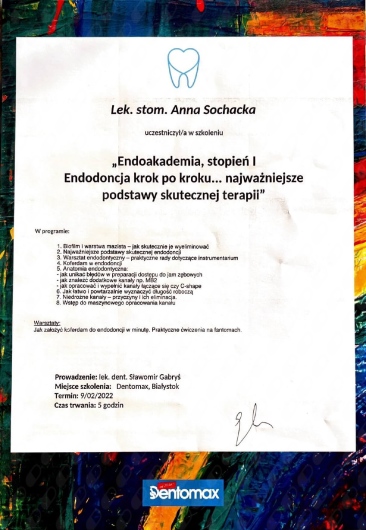 Lek. stom. Anna Sochacka
uczestniczył/a w szkoleniu
„Endoakademia, stopień I
Endodoncja krok po kroku... najważniejsze
podstawy skutecznej terapii”
W programie:
1. Biofilm i warstwa mazista – jak skutecznie je wyeliminować
2. Najważniejsze podstawy skutecznej endodoncji
3. Warsztat endodontyczny – praktyczne rady dotyczące instrumentarium
4. Koferdam w endodoncji
5. Anatomia endodontyczna:
- jak unikać błędów w preparacji dostępu do jam zębowych
- jak znaleźć dodatkowe kanały np. MB2
- jak opracować i wypełnić kanały łączące się czy C-shape
6. Jak łatwo i powtarzalnie wyznaczyć długość roboczą
7. Niedrożne kanały – przyczyny i ich eliminacja.
8. Wstęp do maszynowego opracowania kanału
Warsztaty:
Jak założyć koferdam do endodoncji w minutę. Praktyczne ćwiczenia na fantomach.
Prowadzenie: lek. dent. Sławomir Gabryś
Miejsce szkolenia: Dentomax, Białystok
Termin: 9/02/2022
Czas trwania: 5 godzin
Dentomax